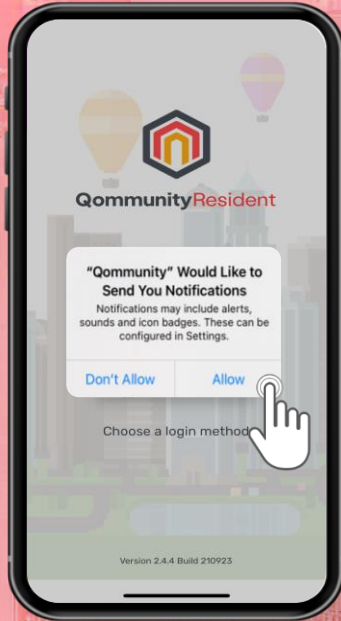 QommunityResident
"Qommunity" Would Like to
Send You Notifications
Notifications may include alerts,
sounds and icon badges. These can be
configured in Settings.
Don't Allow
Allow
Choose a login method
Version 2.4.4 Build 210923